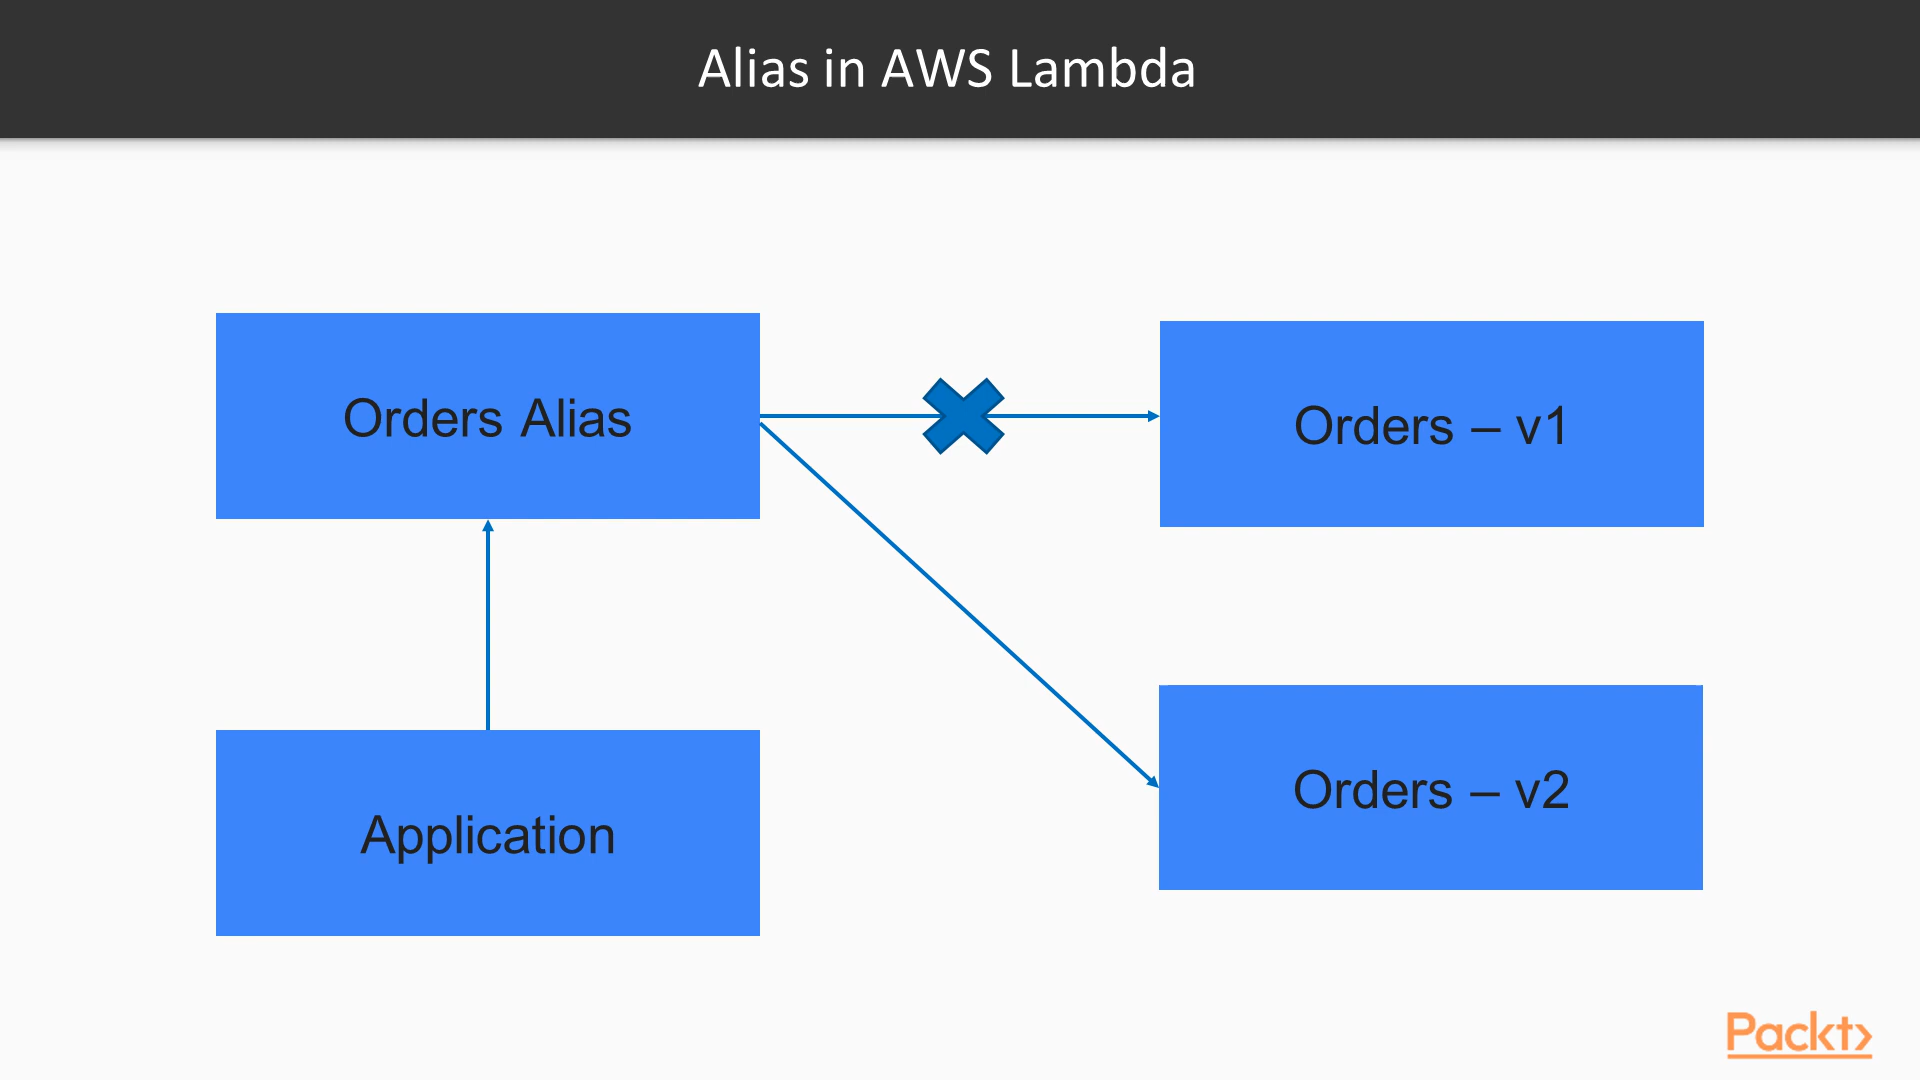 Alias in AWS Lambda
Orders Alias
Orders – v1
Application
Orders – v2
Packt